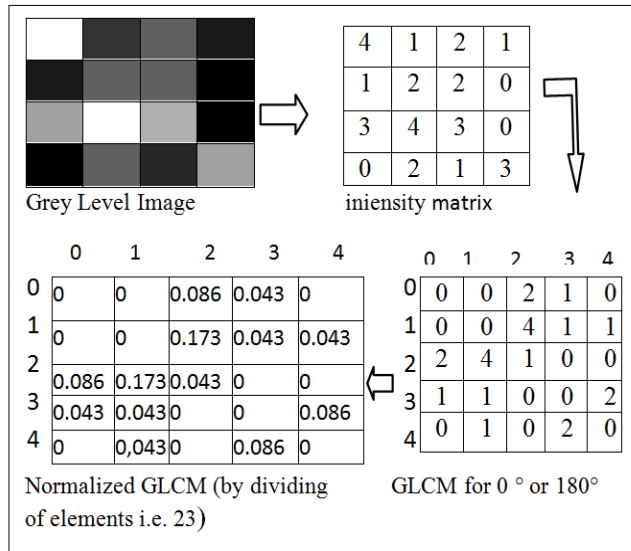 4 1 2 1
1 2 2 0
3 4 3 0
0 2 1 3
Grey Level Image
iniensity matrix
0 1 2 3 4
0 0 0 0.086 0.043 0
1 0 0 0.173 0.043 0.043
2 0.086 0.173 0.043 0 0
3 0.043 0.043 0 0 0.086
4 0 0,043 0 0.086 0
Normalized GLCM (by dividing
of elements i.e. 23)
0 1 2 3 4
0 0 0 2 1 0
1 0 0 4 1 1
2 2 4 1 0 0
3 1 1 0 0 2
4 0 1 0 2 0
GLCM for 0 ° or 180°